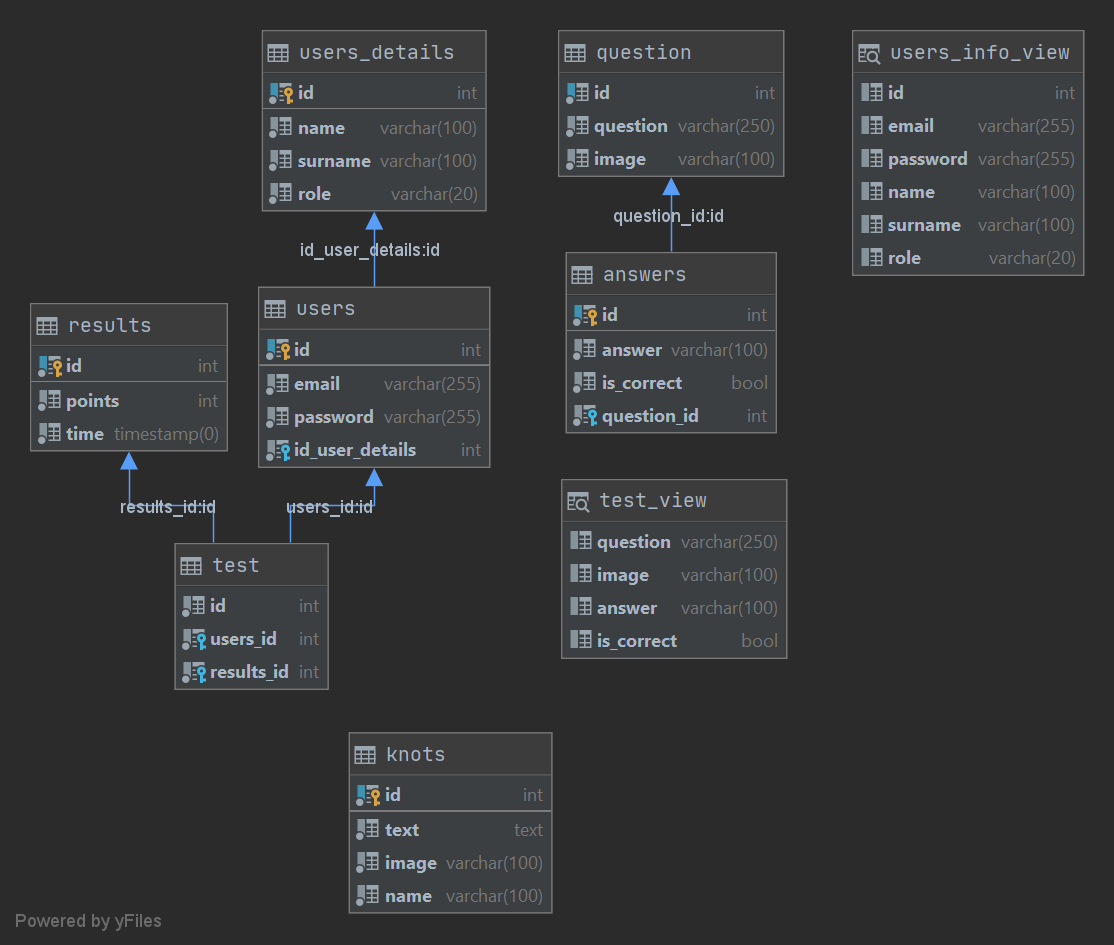 users_details
id int
name varchar(100)
surname varchar(100)
role varchar(20)
question
id int
question varchar(250)
image varchar(100)
users_info_view
id int
email varchar(255)
password varchar(255)
name varchar(100)
surname varchar(100)
role varchar(20)
id_user_details:id
question_id:id
results
id int
points int
time timestamp(0)
users
id int
email varchar(255)
password varchar(255)
id_user_details int
answers
id int
answer varchar(100)
is_correct bool
question_id int
results_id:id
users_id:id
test
id int
users_id int
results_id int
test_view
question varchar(250)
image varchar(100)
answer varchar(100)
is_correct bool
knots
id int
text text
image varchar(100)
name varchar(100)
Powered by yFiles